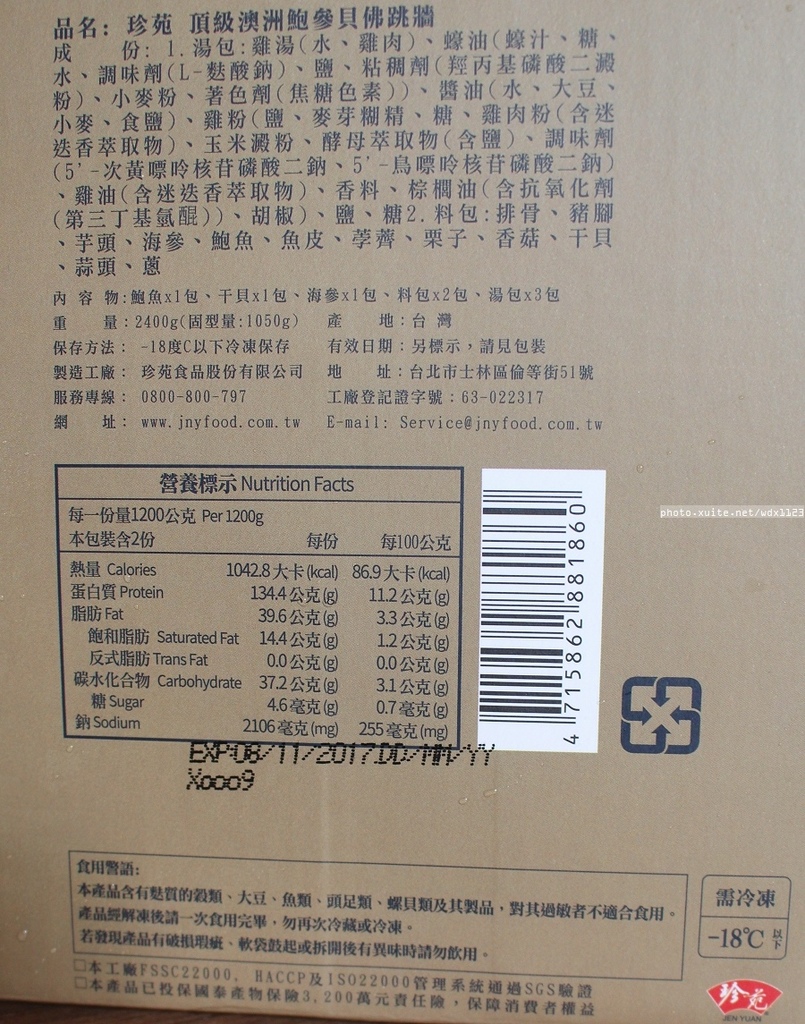 品名：珍苑 頂級澳洲鮑參貝佛跳牆
成 份：1.湯包：雞湯(水、雞肉)、蠔油(蠔汁、糖、
水、調味劑(L-麩酸鈉)、鹽、粘稠劑(羥丙基磷酸二澱
粉)、小麥粉、著色劑(焦糖色素))、醬油(水、大豆、
小麥、食鹽)、雞粉(鹽、麥芽糊精、糖、雞肉粉(含迷
迭香萃取物)、玉米澱粉、酵母萃取物(含鹽)、調味劑
(5'-次黃嘌呤核苷磷酸二鈉、5'-鳥嘌呤核苷磷酸二鈉)
、雞油(含迷迭香萃取物)、香料、棕櫚油(含抗氧化劑
(第三丁基氫醌))、胡椒)、鹽、糖2.料包：排骨、豬腳
、芋頭、海參、鮑魚、魚皮、荸薺、栗子、香菇、干貝
、蒜頭、蔥
內 容 物：鮑魚x1包、干貝x1包、海參x1包、料包x2包、湯包x3包
重 量：2400g(固型量:1050g) 產 地：台 灣
保存方法： -18度C以下冷凍保存 有效日期：另標示，請見包裝
製造工廠： 珍苑食品股份有限公司 地 址：台北市士林區倫等街51號
服務專線： 0800-800-797 工廠登記證字號：63-022317
網 址： www.jnyfood.com.tw E-mail: Service@jnyfood.com.tw
營養標示 Nutrition Facts
每一份量1200公克 Per 1200g
本包裝含2份 每份 每100公克
熱量 Calories 1042.8 大卡(kcal) 86.9 大卡(kcal)
蛋白質 Protein 134.4 公克(g) 11.2 公克(g)
脂肪 Fat 39.6 公克(g) 3.3 公克(g)
飽和脂肪 Saturated Fat 14.4 公克(g) 1.2 公克(g)
反式脂肪 Trans Fat 0.0 公克(g) 0.0 公克(g)
碳水化合物 Carbohydrate 37.2 公克(g) 3.1 公克(g)
糖 Sugar 4.6 毫克(g) 0.7 毫克(g)
鈉 Sodium 2106 毫克(mg) 255 毫克(mg)
4 715862 881860
photo.xuite.net/wdx1123
EXP:08/11/2017.DD/MM/YY
Xooo9
食用警語:
本產品含有麩質的穀類、大豆、魚類、頭足類、螺貝類及其製品，對其過敏者不適合食用。
產品經解凍後請一次食用完畢，勿再次冷藏或冷凍。
若發現產品有破損瑕疵、軟袋鼓起或拆開後有異味時請勿飲用。
需冷凍
-18℃以下
□本工廠FSSC22000, HACCP及ISO22000管理系統通過SGS驗證
□本產品已投保國泰產物保險3,200萬元責任險，保障消費者權益
珍苑
JEN YUAN